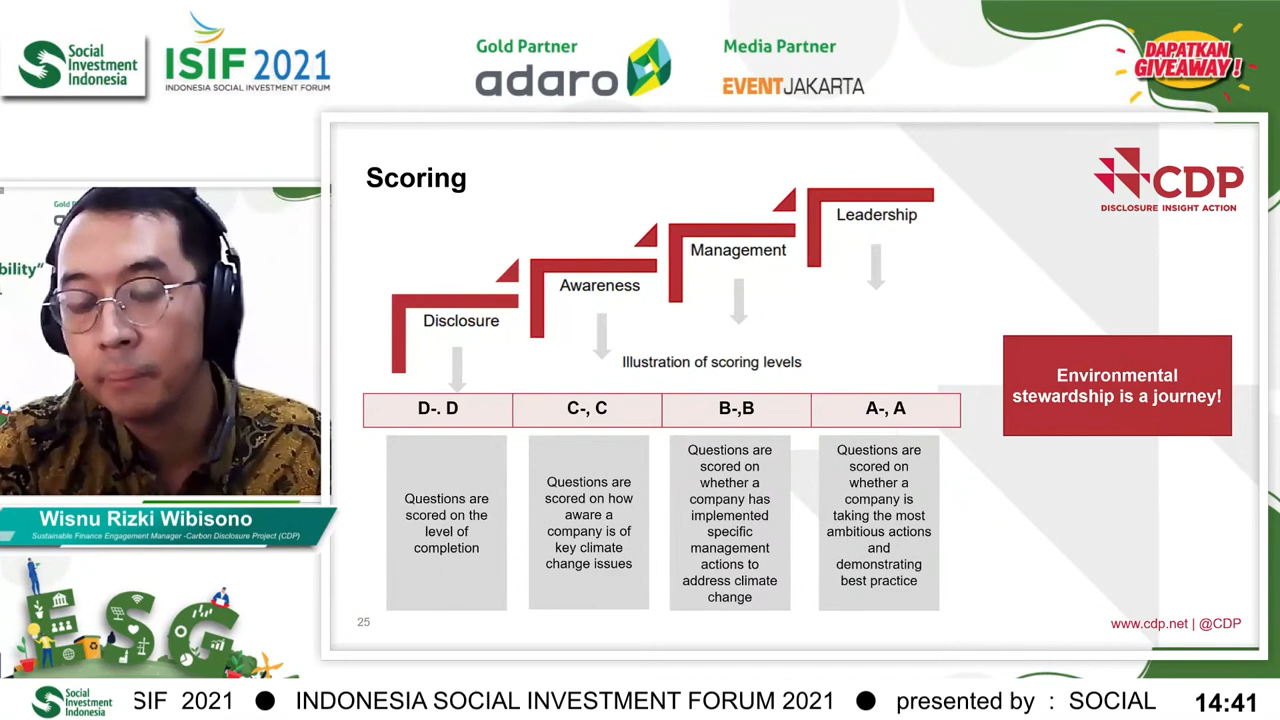 Social
Investment
Indonesia
ISIF 2021
INDONESIA SOCIAL INVESTMENT FORUM
Gold Partner
adaro
Media Partner
EVENTJAKARTA
DAPATKAN
GIVEAWAY !
Scoring
CDP
DISCLOSURE INSIGHT ACTION
Leadership
Management
Awareness
Disclosure
Illustration of scoring levels
D-. D
C-, C
B-,B
A-, A
Questions are
scored on the
level of
completion
Questions are
scored on how
aware a
company is of
key climate
change issues
Questions are
scored on
whether a
company has
implemented
specific
management
actions to
address climate
change
Questions are
scored on
whether a
company is
taking the most
ambitious actions
and
demonstrating
best practice
Environmental
stewardship is a journey!
25
www.cdp.net | @CDP
Gold P
bility"
Wisnu Rizki Wibisono
Sustainable Finance Engagement Manager -Carbon Disclosure Project (CDP)
ESG
Social
Investment
Indonesia
SIF 2021 ● INDONESIA SOCIAL INVESTMENT FORUM 2021 ● presented by : SOCIAL
14:41